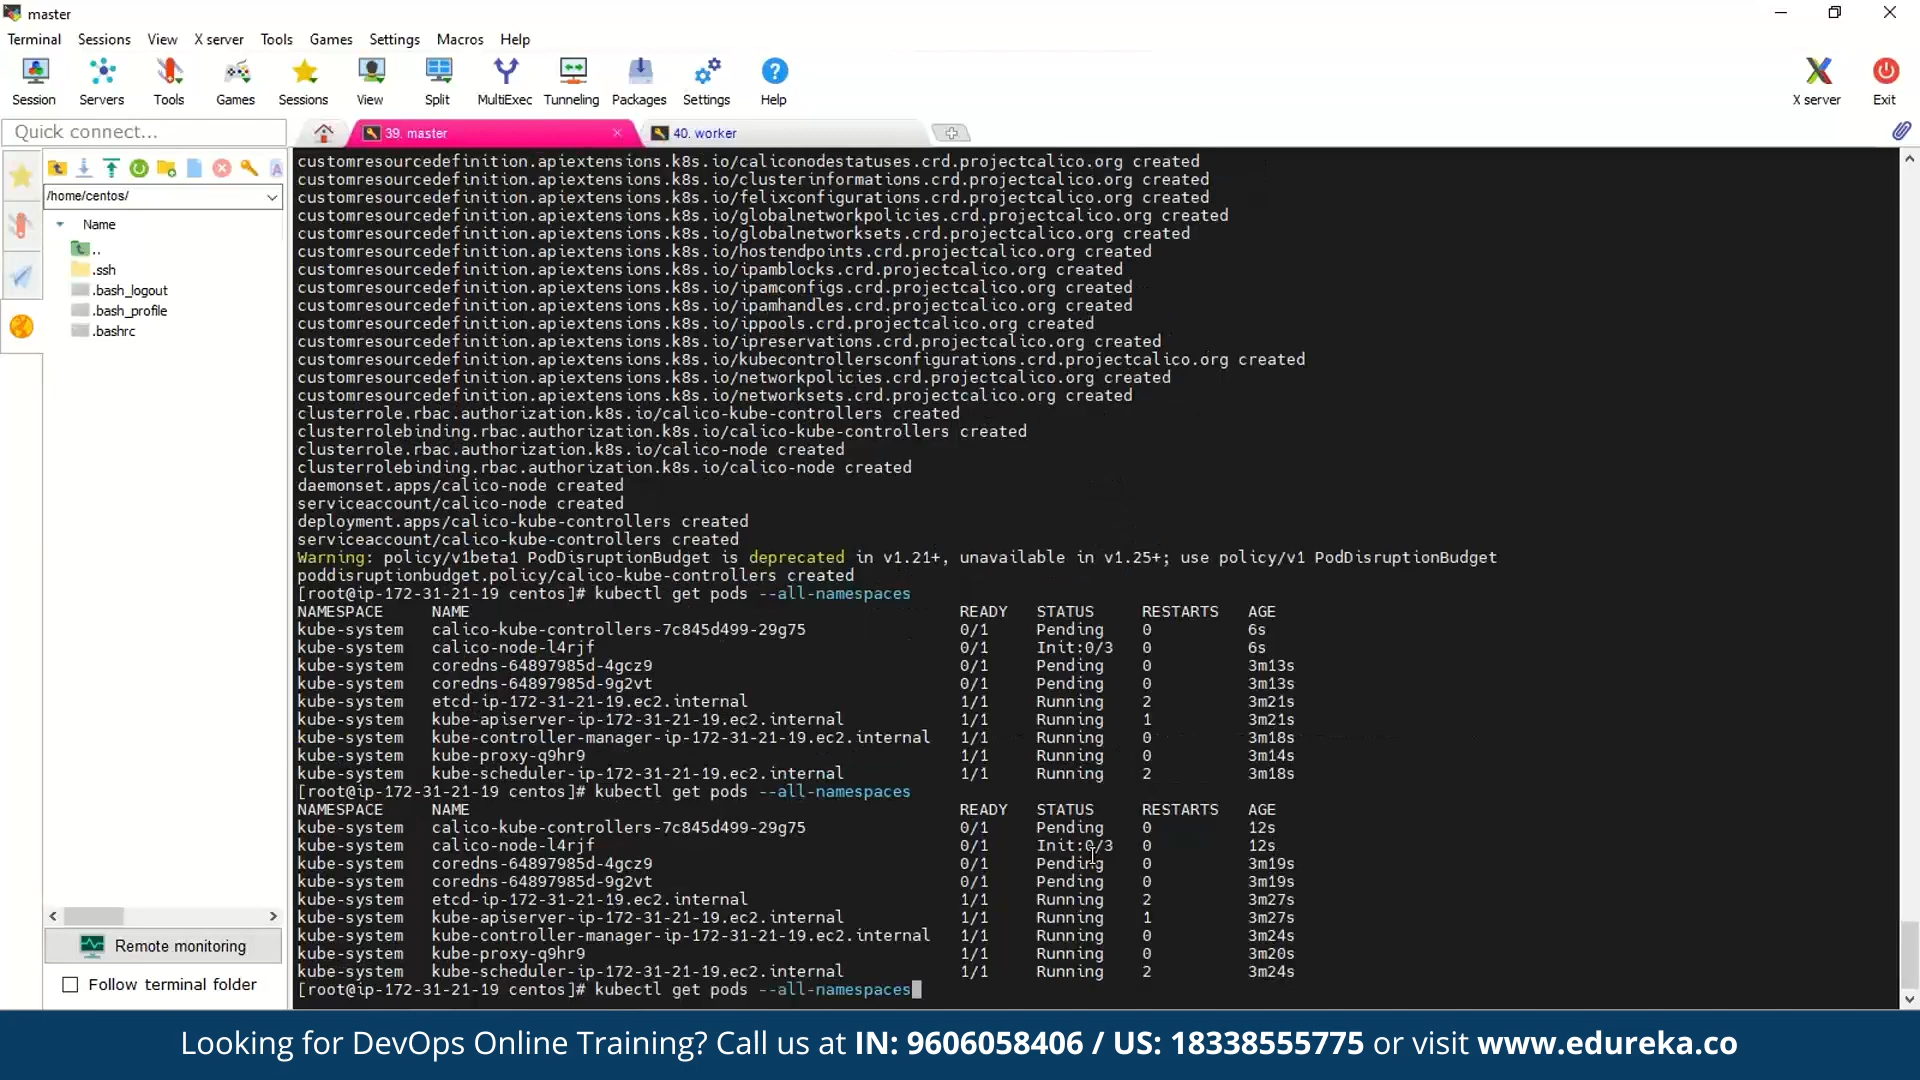 master
Terminal Sessions View X server Tools Games Settings Macros Help
Session Servers Tools Games Sessions View Split MultiExec Tunneling Packages Settings Help X server Exit
Quick connect...
39. master
40. worker
/home/centos/
Name
..
.ssh
.bash_logout
.bash_profile
.bashrc
Remote monitoring
Follow terminal folder
customresourcedefinition.apiextensions.k8s.io/caliconodestatuses.crd.projectcalico.org created
customresourcedefinition.apiextensions.k8s.io/clusterinformations.crd.projectcalico.org created
customresourcedefinition.apiextensions.k8s.io/felixconfigurations.crd.projectcalico.org created
customresourcedefinition.apiextensions.k8s.io/globalnetworkpolicies.crd.projectcalico.org created
customresourcedefinition.apiextensions.k8s.io/globalnetworksets.crd.projectcalico.org created
customresourcedefinition.apiextensions.k8s.io/hostendpoints.crd.projectcalico.org created
customresourcedefinition.apiextensions.k8s.io/ipamblocks.crd.projectcalico.org created
customresourcedefinition.apiextensions.k8s.io/ipamconfigs.crd.projectcalico.org created
customresourcedefinition.apiextensions.k8s.io/ipamhandles.crd.projectcalico.org created
customresourcedefinition.apiextensions.k8s.io/ippools.crd.projectcalico.org created
customresourcedefinition.apiextensions.k8s.io/ipreservations.crd.projectcalico.org created
customresourcedefinition.apiextensions.k8s.io/kubecontrollersconfigurations.crd.projectcalico.org created
customresourcedefinition.apiextensions.k8s.io/networkpolicies.crd.projectcalico.org created
customresourcedefinition.apiextensions.k8s.io/networksets.crd.projectcalico.org created
clusterrole.rbac.authorization.k8s.io/calico-kube-controllers created
clusterrolebinding.rbac.authorization.k8s.io/calico-kube-controllers created
clusterrole.rbac.authorization.k8s.io/calico-node created
clusterrolebinding.rbac.authorization.k8s.io/calico-node created
daemonset.apps/calico-node created
serviceaccount/calico-node created
deployment.apps/calico-kube-controllers created
serviceaccount/calico-kube-controllers created
Warning: policy/v1beta1 PodDisruptionBudget is deprecated in v1.21+, unavailable in v1.25+; use policy/v1 PodDisruptionBudget
poddisruptionbudget.policy/calico-kube-controllers created
[root@ip-172-31-21-19 centos]# kubectl get pods --all-namespaces
NAMESPACE NAME READY STATUS RESTARTS AGE
kube-system calico-kube-controllers-7c845d499-29g75 0/1 Pending 0 6s
kube-system calico-node-l4rjf 0/1 Init:0/3 0 6s
kube-system coredns-64897985d-4gcz9 0/1 Pending 0 3m13s
kube-system coredns-64897985d-9g2vt 0/1 Pending 0 3m13s
kube-system etcd-ip-172-31-21-19.ec2.internal 1/1 Running 2 3m21s
kube-system kube-apiserver-ip-172-31-21-19.ec2.internal 1/1 Running 1 3m21s
kube-system kube-controller-manager-ip-172-31-21-19.ec2.internal 1/1 Running 0 3m18s
kube-system kube-proxy-q9hr9 1/1 Running 0 3m14s
kube-system kube-scheduler-ip-172-31-21-19.ec2.internal 1/1 Running 2 3m18s
[root@ip-172-31-21-19 centos]# kubectl get pods --all-namespaces
NAMESPACE NAME READY STATUS RESTARTS AGE
kube-system calico-kube-controllers-7c845d499-29g75 0/1 Pending 0 12s
kube-system calico-node-l4rjf 0/1 Init:0/3 0 12s
kube-system coredns-64897985d-4gcz9 0/1 Pending 0 3m19s
kube-system coredns-64897985d-9g2vt 0/1 Pending 0 3m19s
kube-system etcd-ip-172-31-21-19.ec2.internal 1/1 Running 2 3m27s
kube-system kube-apiserver-ip-172-31-21-19.ec2.internal 1/1 Running 1 3m27s
kube-system kube-controller-manager-ip-172-31-21-19.ec2.internal 1/1 Running 0 3m24s
kube-system kube-proxy-q9hr9 1/1 Running 0 3m20s
kube-system kube-scheduler-ip-172-31-21-19.ec2.internal 1/1 Running 2 3m24s
[root@ip-172-31-21-19 centos]# kubectl get pods --all-namespaces
Looking for DevOps Online Training? Call us at IN: 9606058406 / US: 18338555775 or visit www.edureka.co